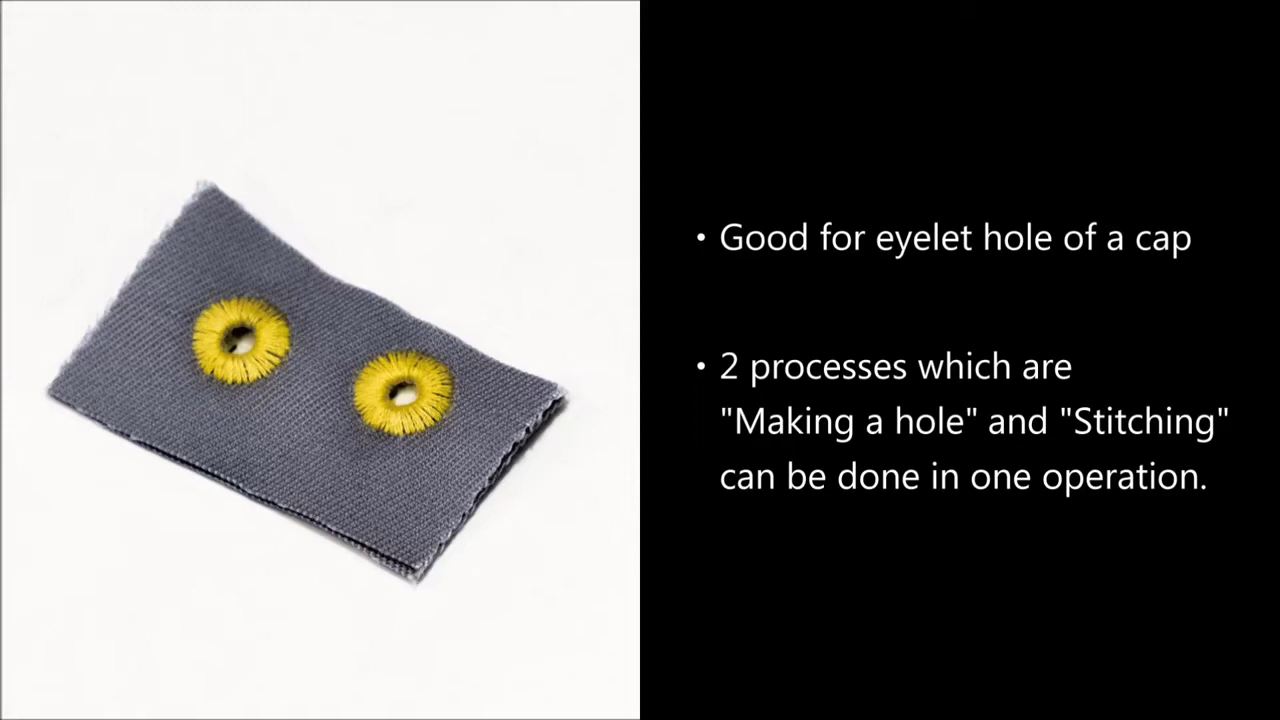 • Good for eyelet hole of a cap
• 2 processes which are
"Making a hole" and "Stitching"
can be done in one operation.